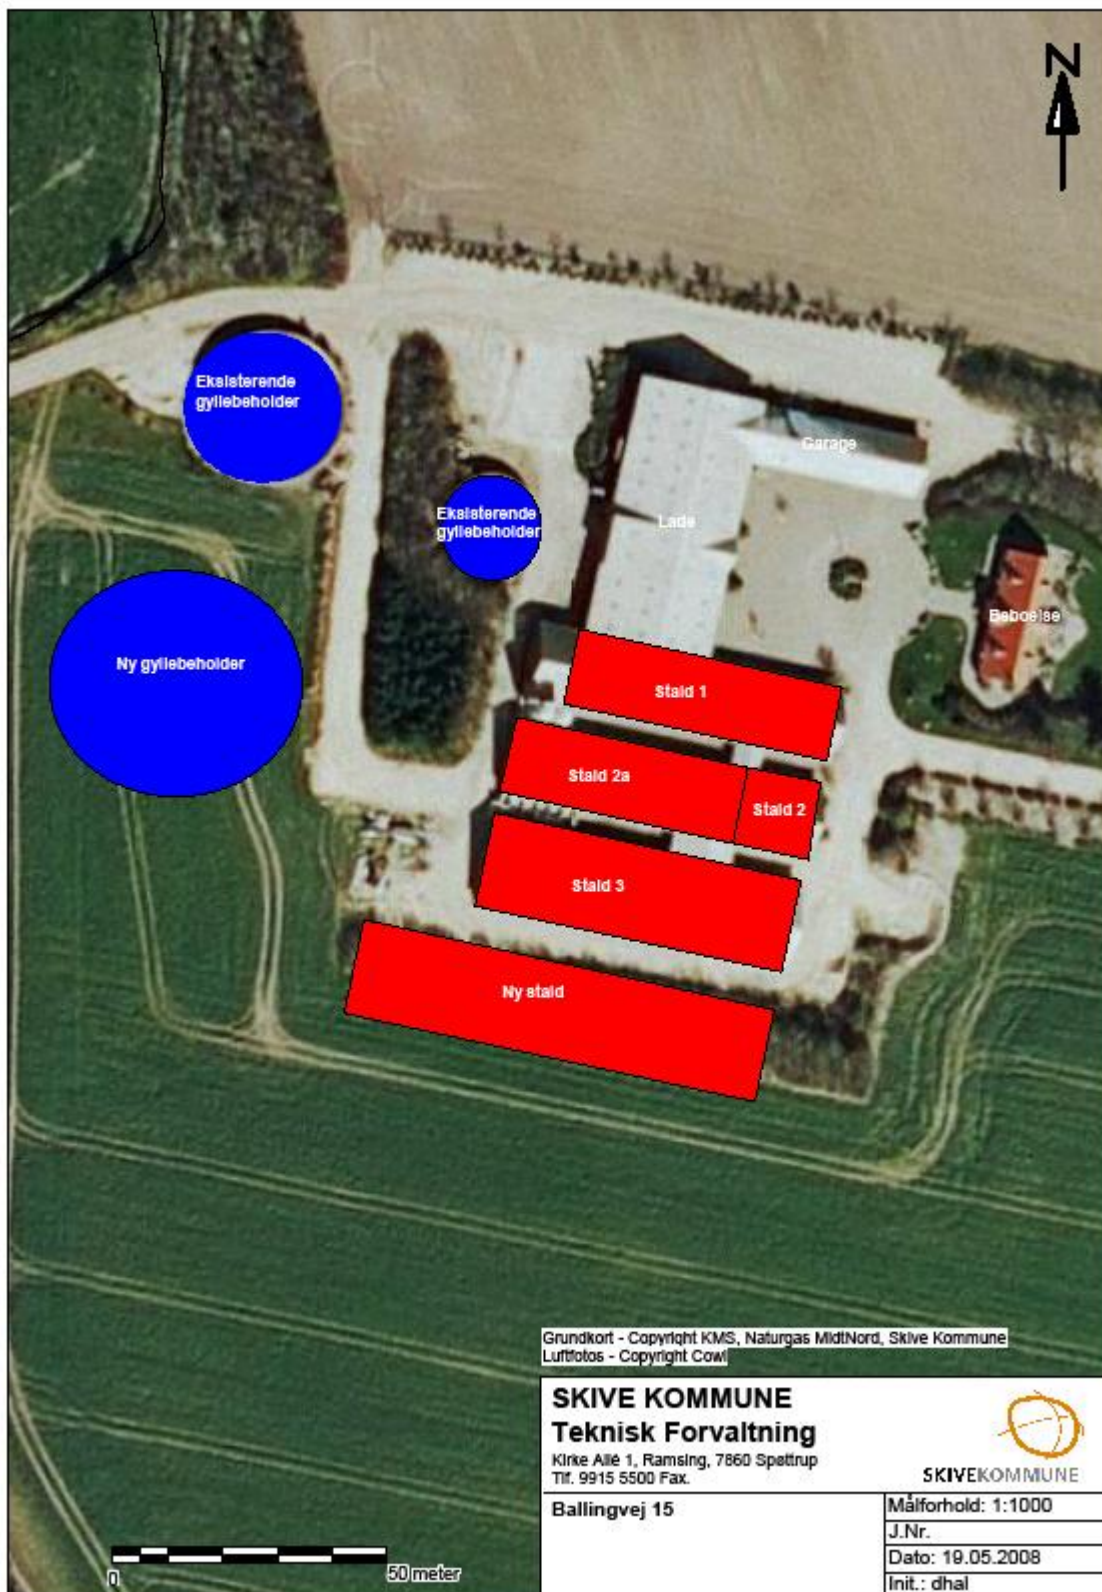 N
Eksisterende
gyllebeholder
Garage
Eksisterende
gyllebeholder
Lade
Beboelse
Ny gyllebeholder
Stald 1
Stald 2a
Stald 2
Stald 3
Ny stald
Grundkort - Copyright KMS, Naturgas MidtNord, Skive Kommune
Luftfotos - Copyright Cowi
SKIVE KOMMUNE
Teknisk Forvaltning
Kirke Allé 1, Ramsing, 7860 Spøttrup
Tlf. 9915 5500 Fax.
SKIVEKOMMUNE
Ballingvej 15
Målforhold: 1:1000
J.Nr.
Dato: 19.05.2008
Init.: dhal
0
50 meter